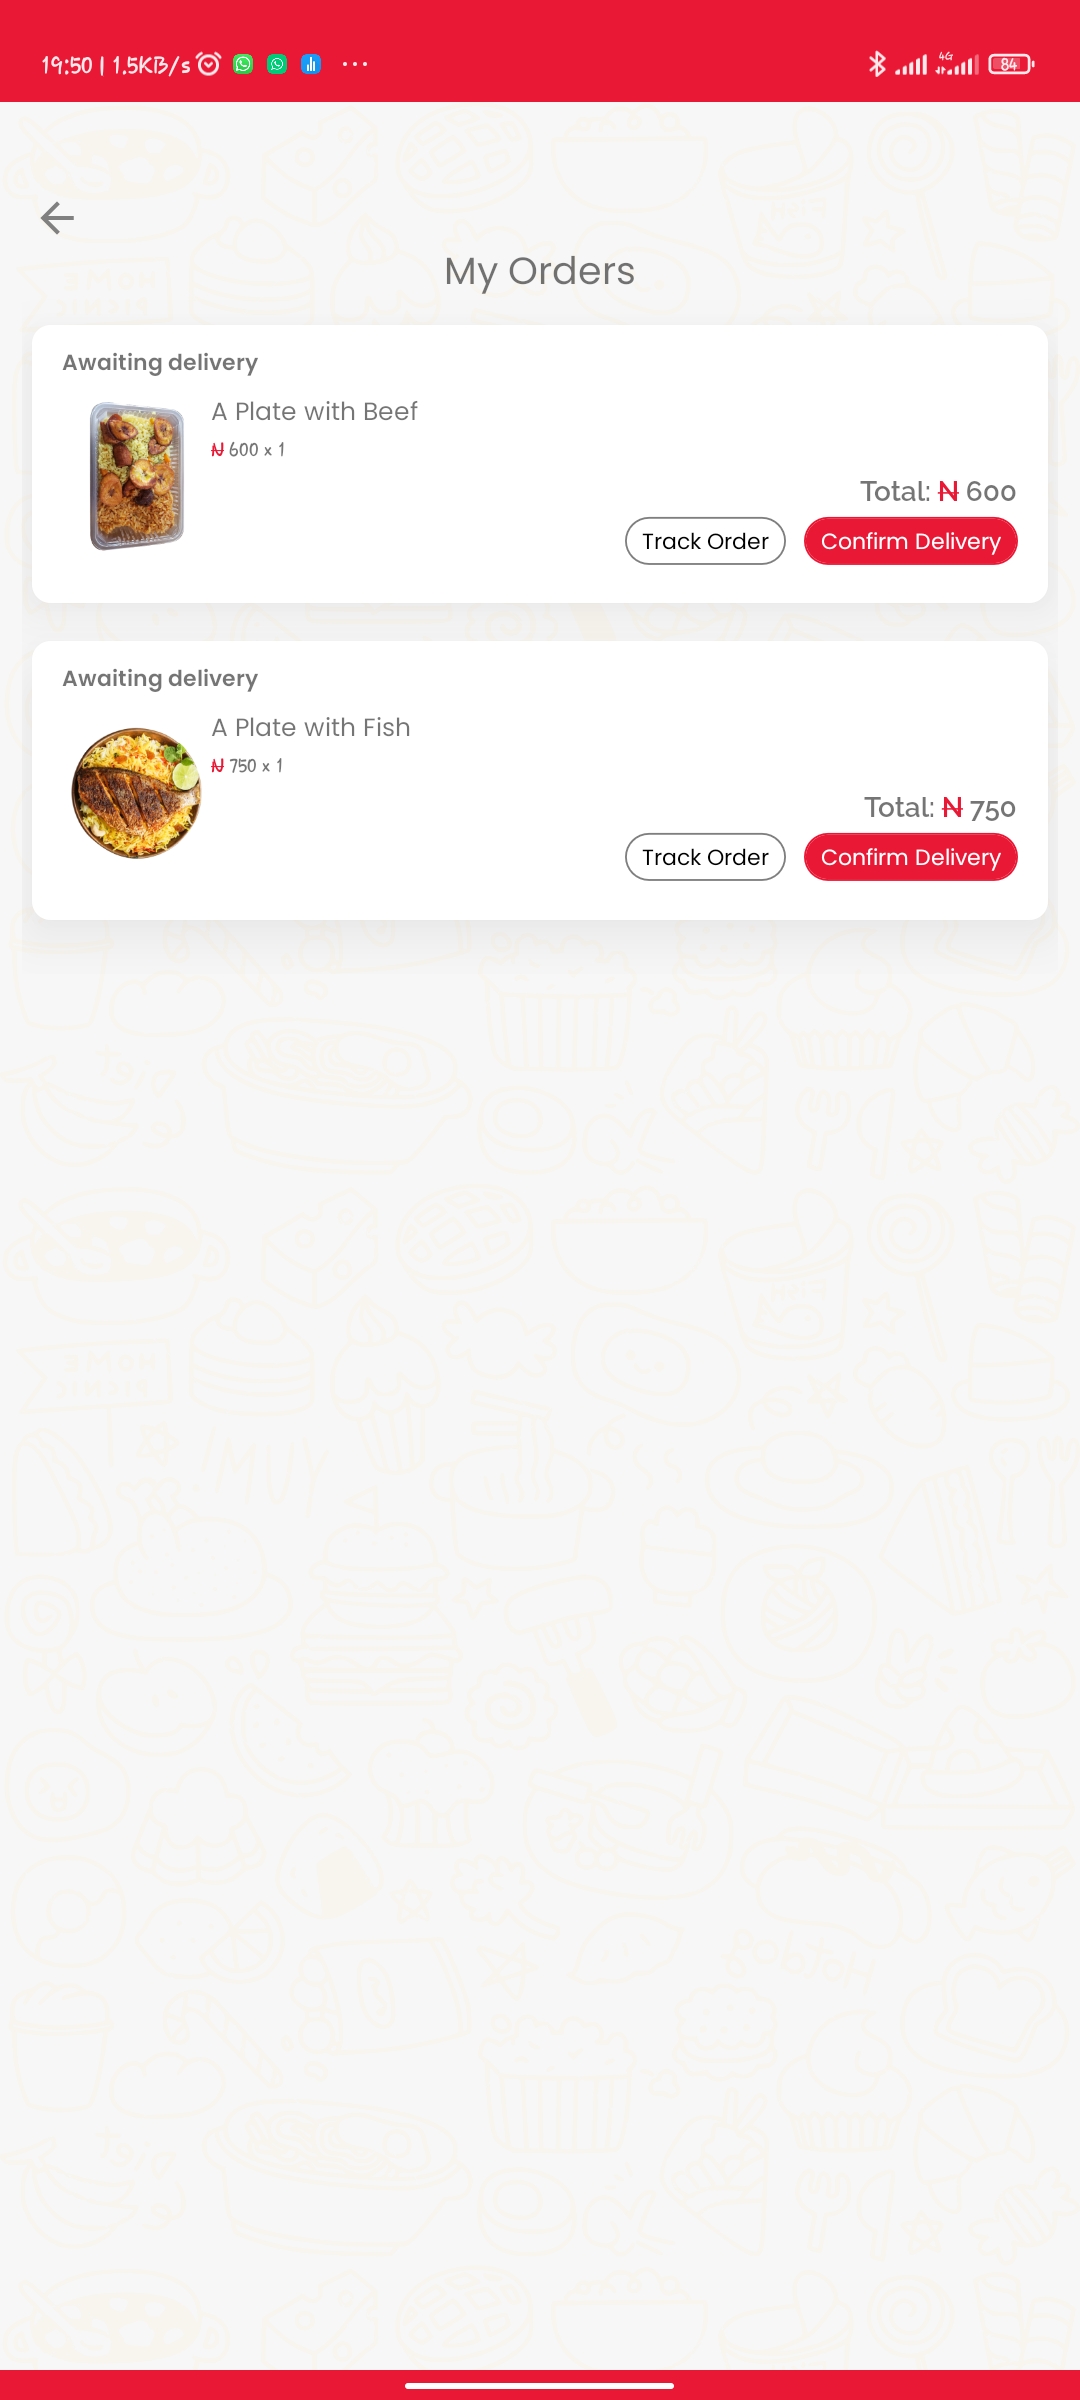 19:50 | 1.5KB/s ... 4G 84
My Orders
Awaiting delivery
A Plate with Beef
₦ 600 x 1
Total: ₦ 600
Track Order Confirm Delivery
Awaiting delivery
A Plate with Fish
₦ 750 x 1
Total: ₦ 750
Track Order Confirm Delivery